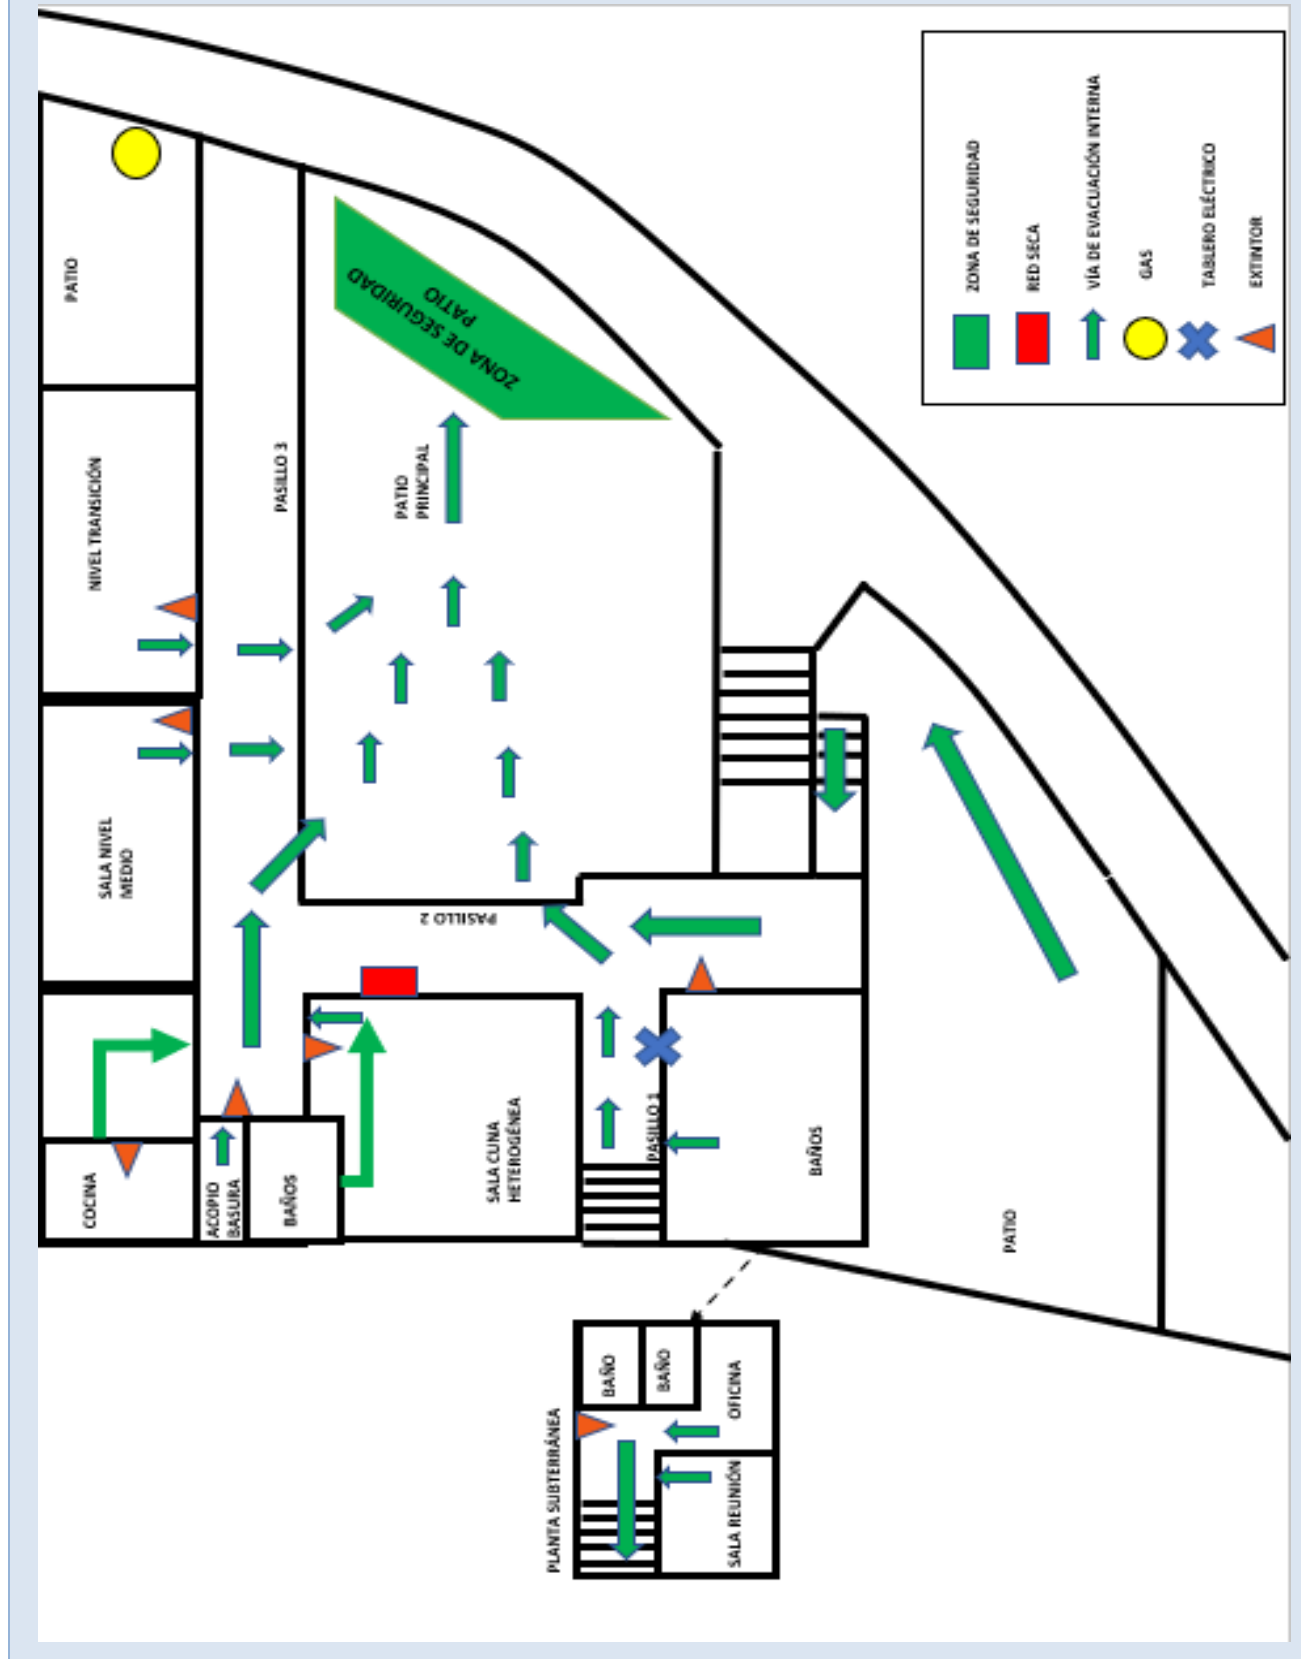 PATIO
NIVEL TRANSICIÓN
SALA NIVEL
MEDIO
COCINA
ACOPIO
BASURA
BAÑOS
PASILLO 3
PATIO
PRINCIPAL
ZONA DE SEGURIDAD
PATIO
PASILLO 2
SALA CUNA
HETEROGÉNEA
PASILLO 1
BAÑOS
PATIO
PLANTA SUBTERRÁNEA
BAÑO
BAÑO
OFICINA
SALA REUNIÓN
ZONA DE SEGURIDAD
RED SECA
VÍA DE EVACUACIÓN INTERNA
GAS
TABLERO ELÉCTRICO
EXTINTOR